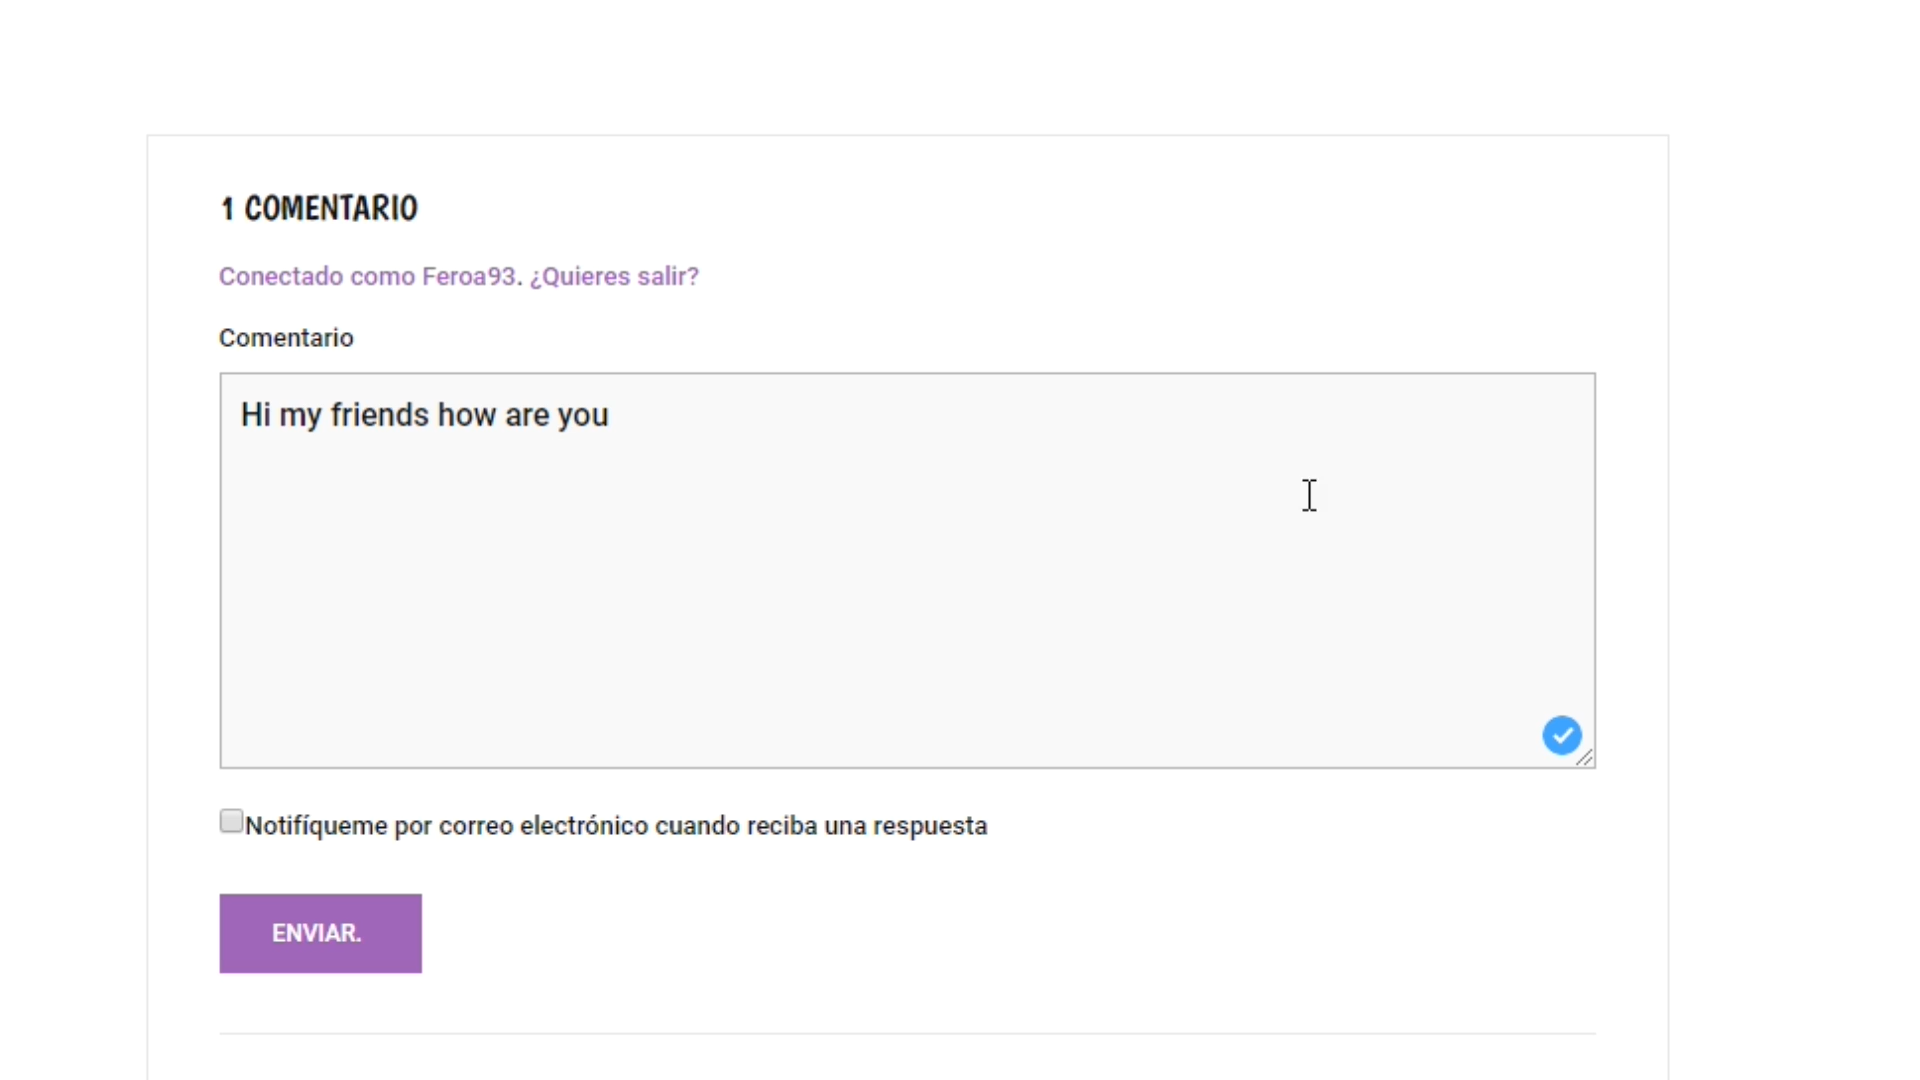 1 COMENTARIO
Conectado como Feroa93. ¿Quieres salir?
Comentario
Hi my friends how are you
Notifíqueme por correo electrónico cuando reciba una respuesta
ENVIAR.